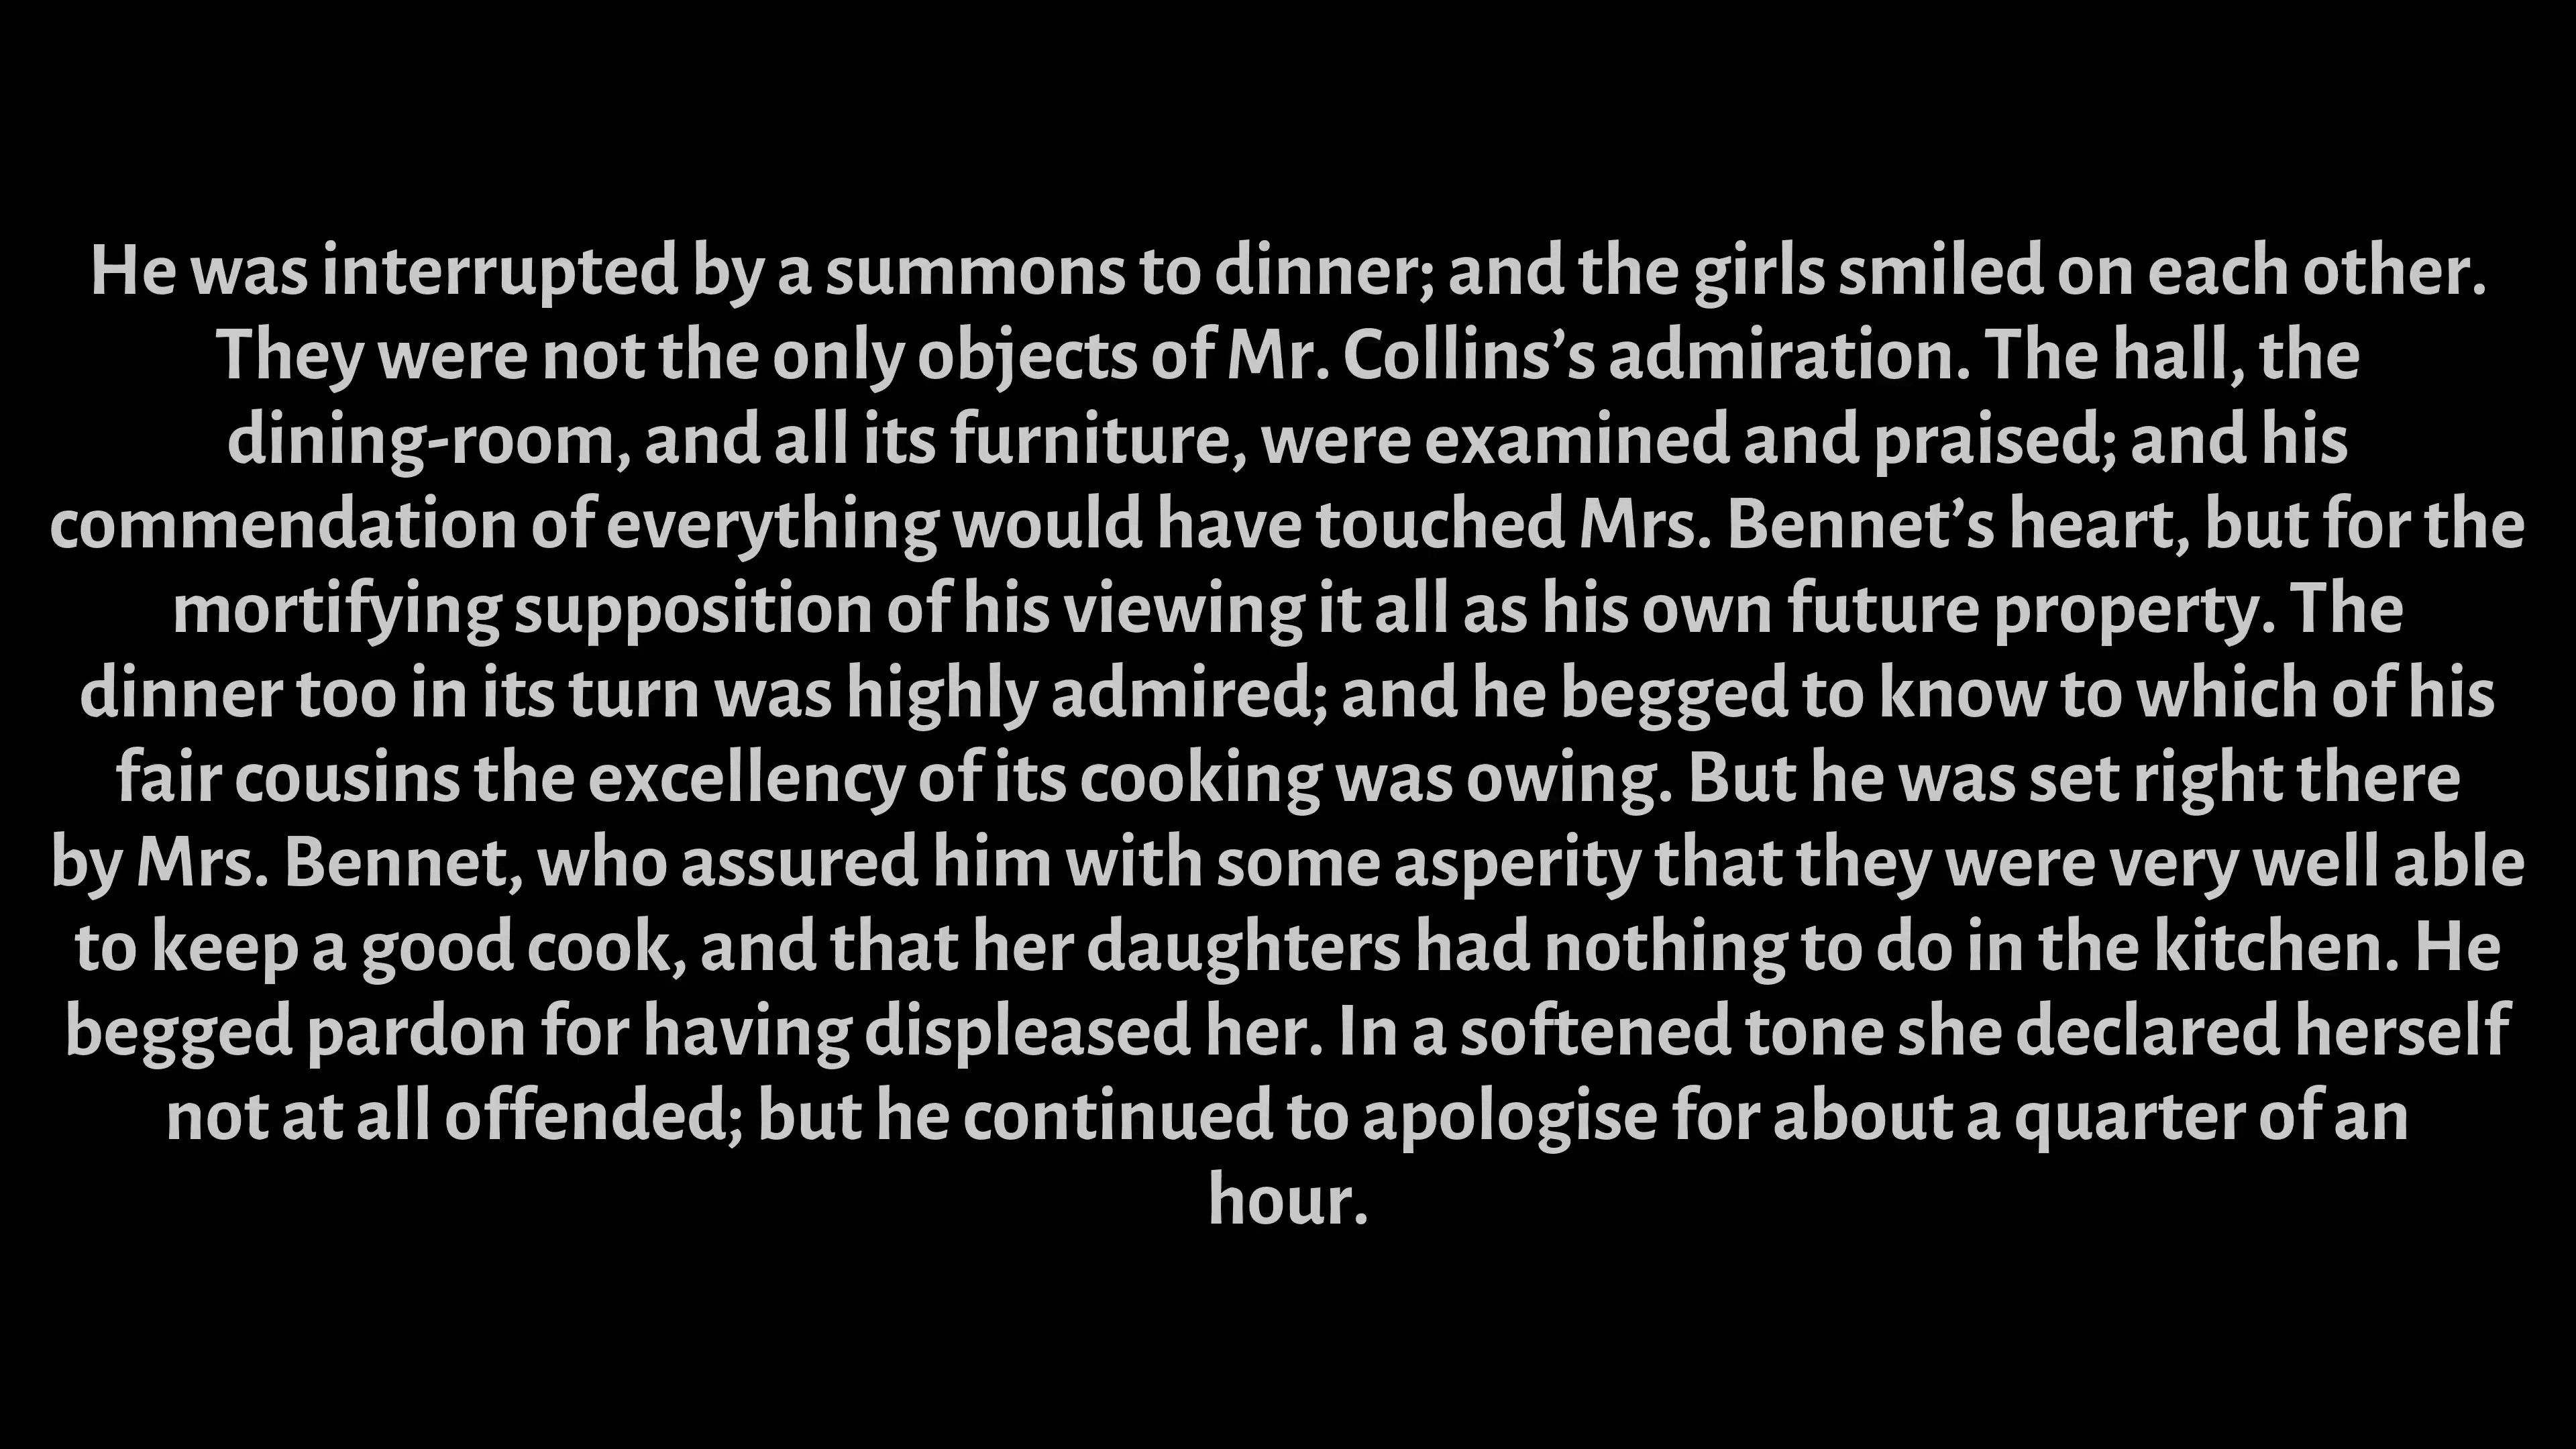 He was interrupted by a summons to dinner; and the girls smiled on each other.
They were not the only objects of Mr. Collins’s admiration. The hall, the
dining-room, and all its furniture, were examined and praised; and his
commendation of everything would have touched Mrs. Bennet’s heart, but for the
mortifying supposition of his viewing it all as his own future property. The
dinner too in its turn was highly admired; and he begged to know to which of his
fair cousins the excellency of its cooking was owing. But he was set right there
by Mrs. Bennet, who assured him with some asperity that they were very well able
to keep a good cook, and that her daughters had nothing to do in the kitchen. He
begged pardon for having displeased her. In a softened tone she declared herself
not at all offended; but he continued to apologise for about a quarter of an
hour.